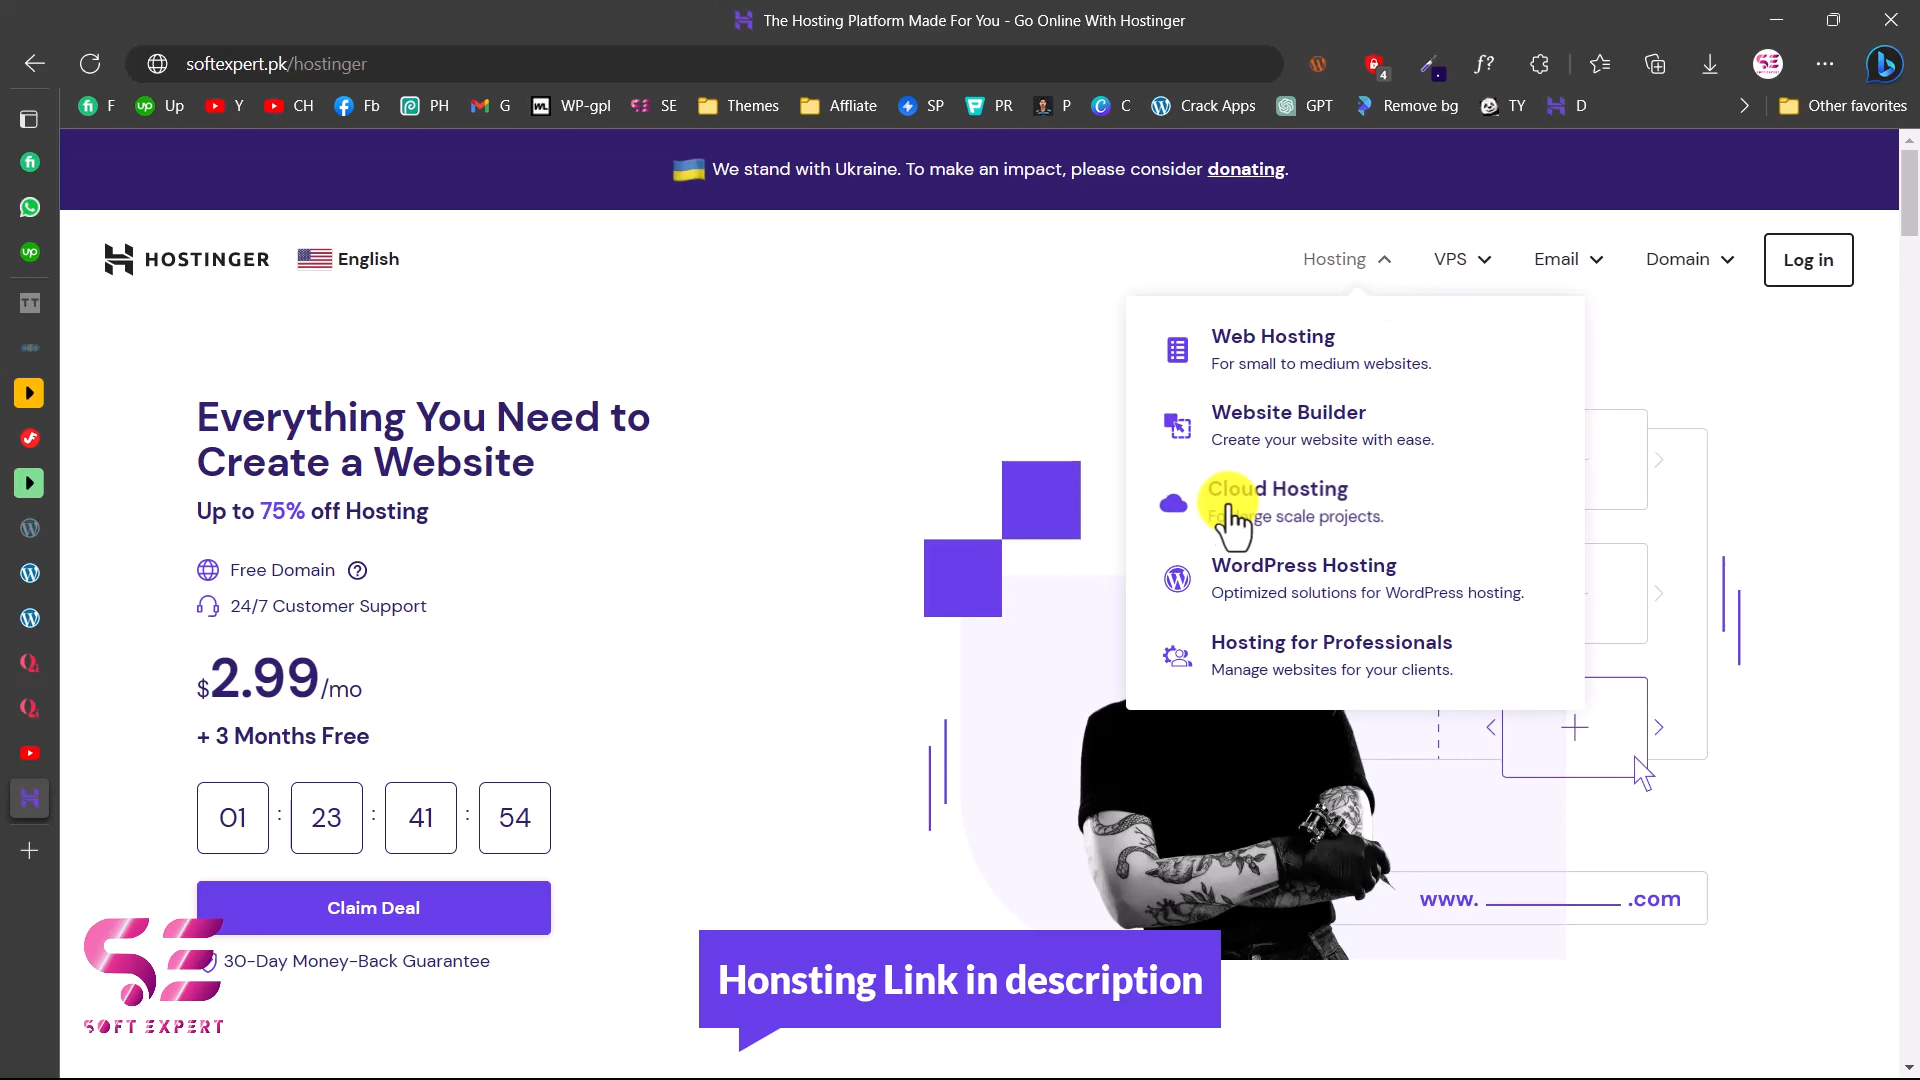 The Hosting Platform Made For You - Go Online With Hostinger
softexpert.pk/hostinger
4
F
Up
Y
CH
Fb
PH
G
WP-gpl
SE
Themes
Affliate
SP
PR
P
C
Crack Apps
GPT
Remove bg
TY
D
Other favorites
We stand with Ukraine. To make an impact, please consider donating.
HOSTINGER
English
Hosting
VPS
Email
Domain
Log in
Web Hosting
For small to medium websites.
Website Builder
Create your website with ease.
Cloud Hosting
large scale projects.
WordPress Hosting
Optimized solutions for WordPress hosting.
Hosting for Professionals
Manage websites for your clients.
Everything You Need to
Create a Website
Up to 75% off Hosting
Free Domain
24/7 Customer Support
$2.99/mo
+ 3 Months Free
01 : 23 : 41 : 54
Claim Deal
30-Day Money-Back Guarantee
www. ____________ .com
SOFT EXPERT
Honsting Link in description